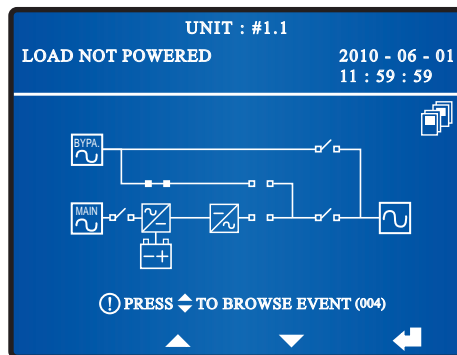 UNIT : #1.1
LOAD NOT POWERED
2010 - 06 - 01
11 : 59 : 59
BYPA.
MAIN
! PRESS TO BROWSE EVENT (004)